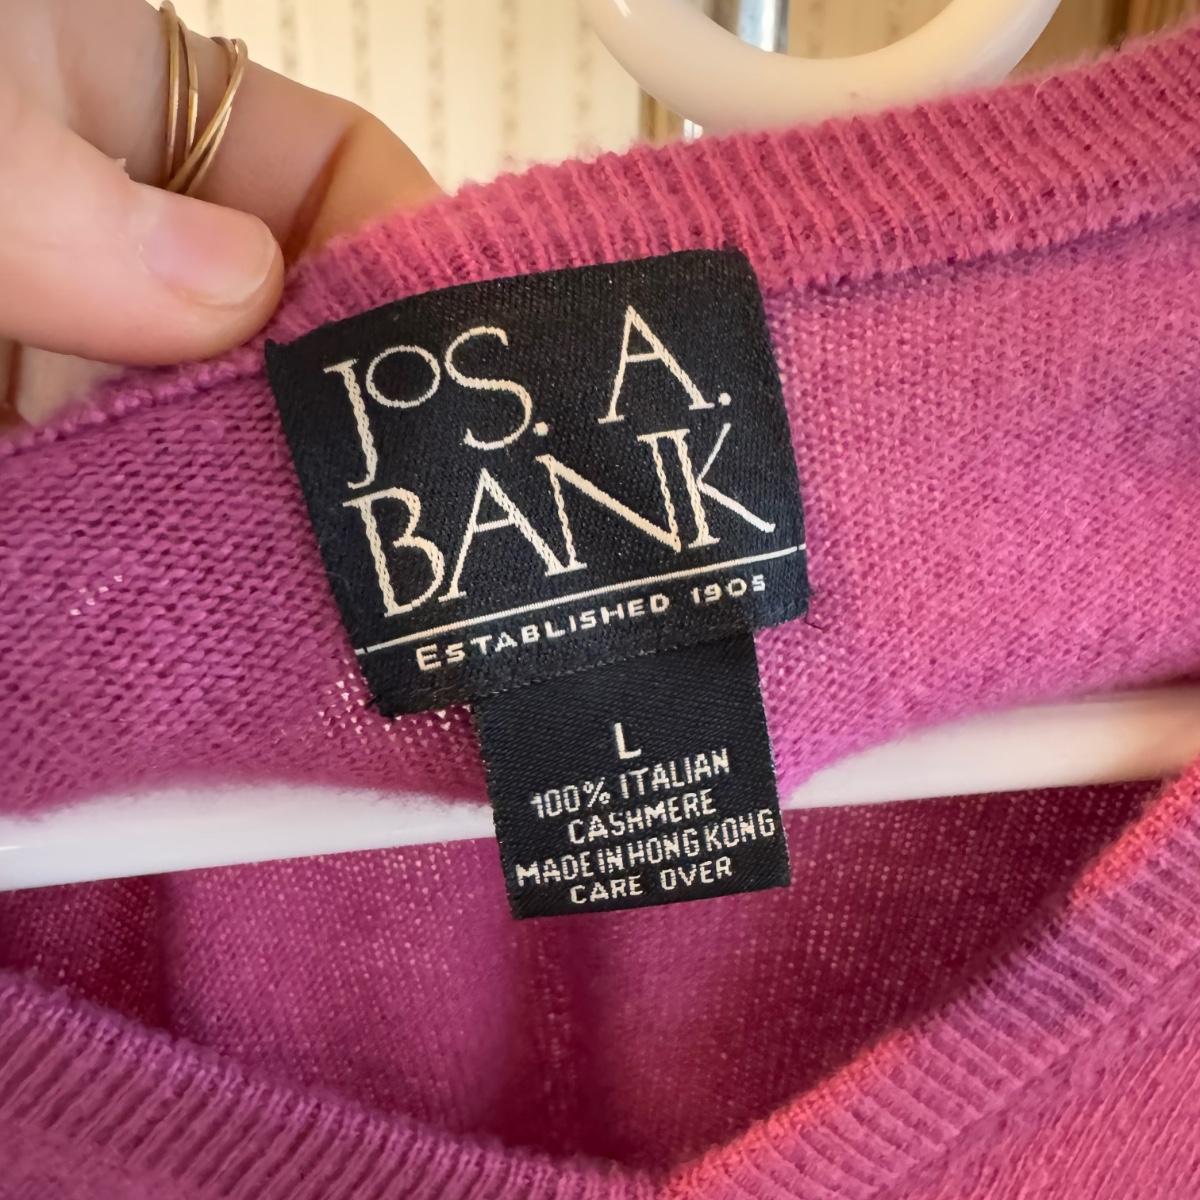 JOS. A.
BANK
ESTABLISHED 1905
L
100% ITALIAN
CASHMERE
MADE IN HONG KONG
CARE OVER